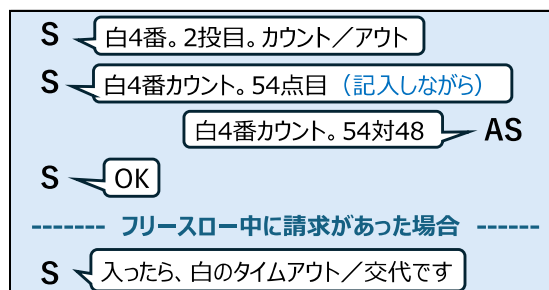 S 白4番。2投目。カウント／アウト
S 白4番カウント。54点目（記入しながら）
白4番カウント。54対48 AS
S OK
------- フリースロー中に請求があった場合 ------
S 入ったら、白のタイムアウト／交代です